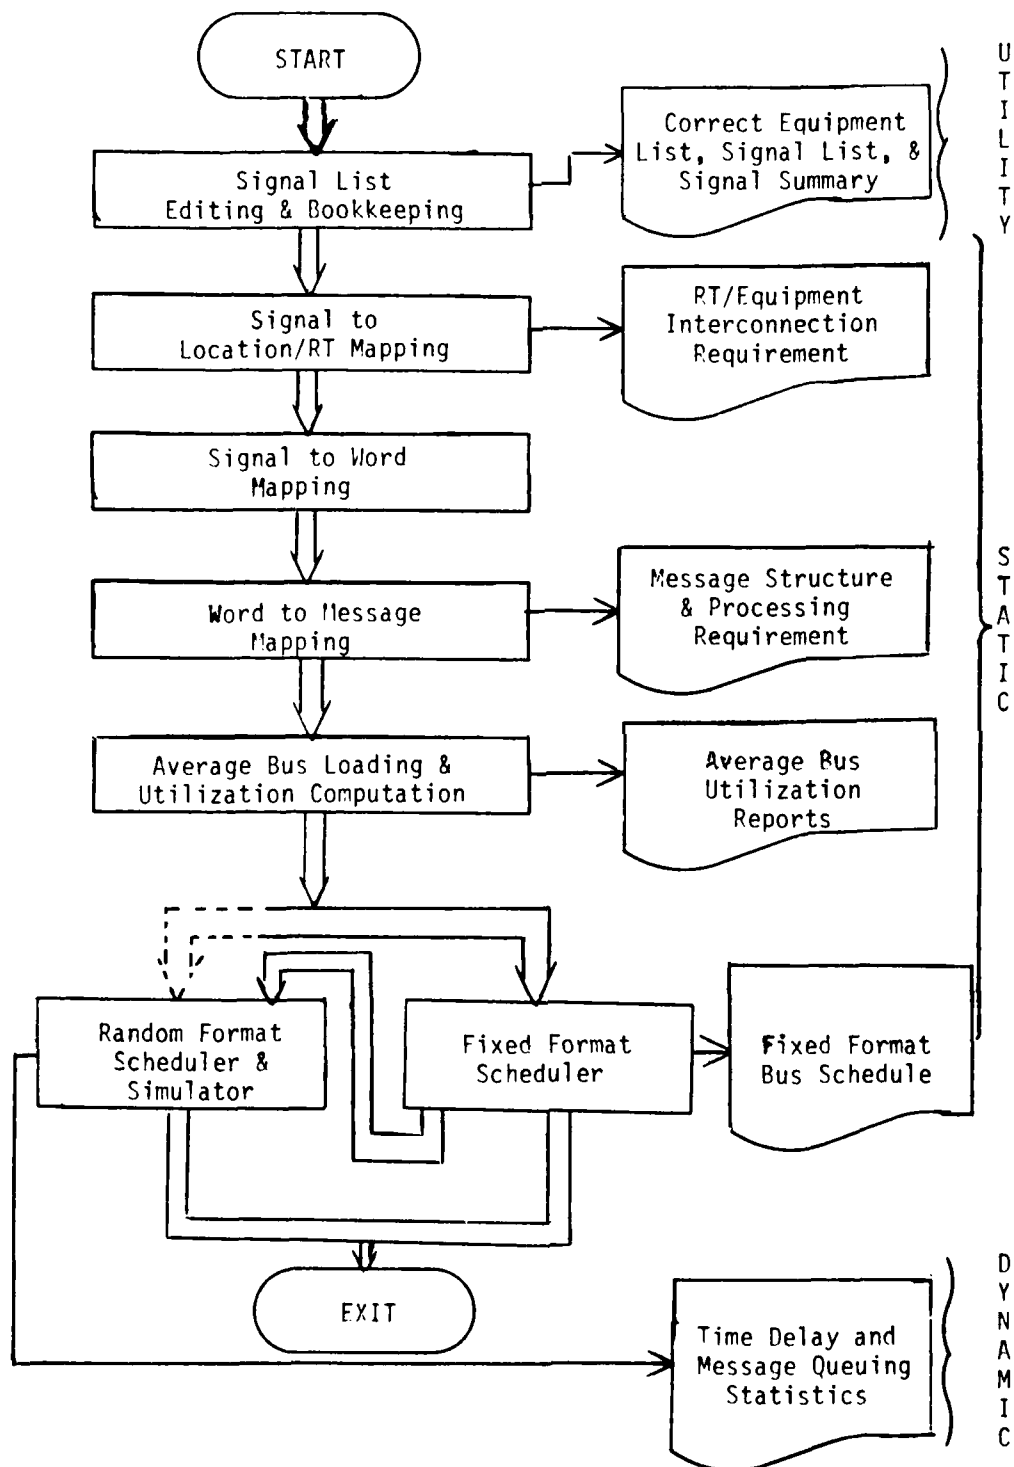 START
Signal List
Editing & Bookkeeping
Correct Equipment
List, Signal List, &
Signal Summary
UTILITY
Signal to
Location/RT Mapping
RT/Equipment
Interconnection
Requirement
Signal to Word
Mapping
STATIC
Word to Message
Mapping
Message Structure
& Processing
Requirement
Average Bus Loading &
Utilization Computation
Average Bus
Utilization
Reports
Random Format
Scheduler &
Simulator
Fixed Format
Scheduler
Fixed Format
Bus Schedule
EXIT
Time Delay and
Message Queuing
Statistics
DYNAMIC